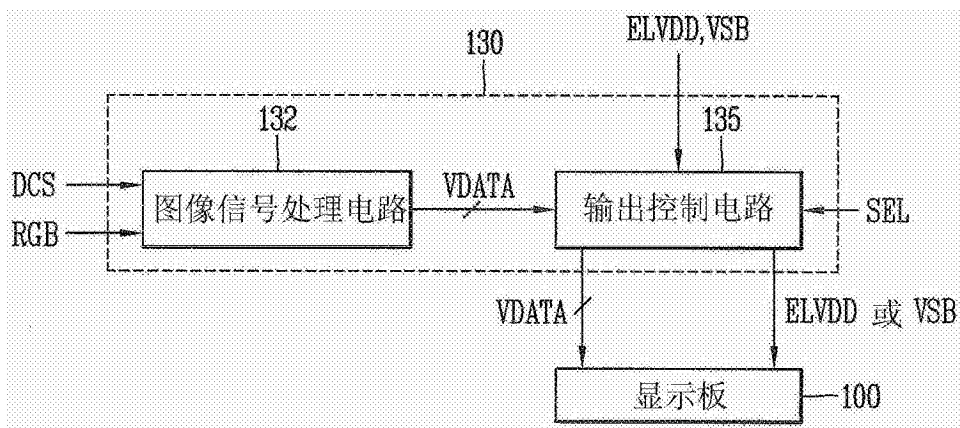 ELVDD,VSB
130
132
135
DCS
RGB
图像信号处理电路
VDATA
输出控制电路
SEL
VDATA
ELVDD 或 VSB
显示板
100